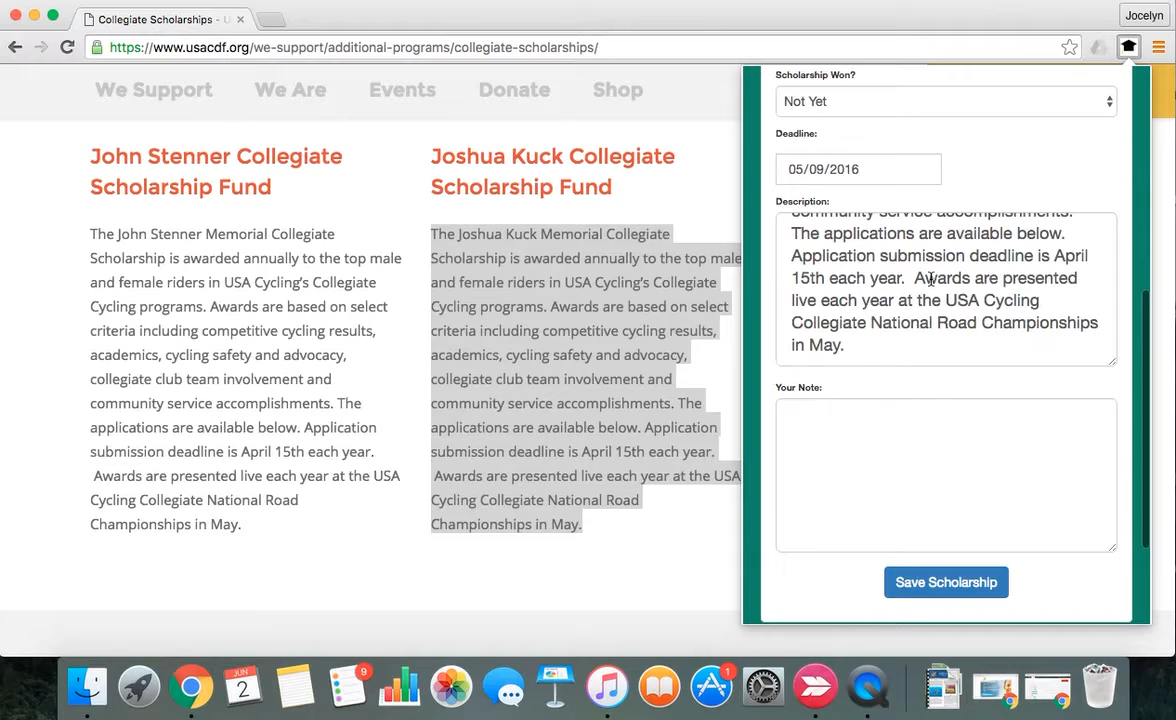 Collegiate Scholarships - U
Jocelyn
https://www.usacdf.org/we-support/additional-programs/collegiate-scholarships/
We Support
We Are
Events
Donate
Shop
John Stenner Collegiate
Scholarship Fund
The John Stenner Memorial Collegiate
Scholarship is awarded annually to the top male
and female riders in USA Cycling’s Collegiate
Cycling programs. Awards are based on select
criteria including competitive cycling results,
academics, cycling safety and advocacy,
collegiate club team involvement and
community service accomplishments. The
applications are available below. Application
submission deadline is April 15th each year.
Awards are presented live each year at the USA
Cycling Collegiate National Road
Championships in May.
Joshua Kuck Collegiate
Scholarship Fund
The Joshua Kuck Memorial Collegiate
Scholarship is awarded annually to the top male
and female riders in USA Cycling’s Collegiate
Cycling programs. Awards are based on select
criteria including competitive cycling results,
academics, cycling safety and advocacy,
collegiate club team involvement and
community service accomplishments. The
applications are available below. Application
submission deadline is April 15th each year.
Awards are presented live each year at the USA
Cycling Collegiate National Road
Championships in May.
Scholarship Won?
Not Yet
Deadline:
05/09/2016
Description:
community service accomplishments.
The applications are available below.
Application submission deadline is April
15th each year.  Awards are presented
live each year at the USA Cycling
Collegiate National Road Championships
in May.
Your Note:
Save Scholarship
JUN
2
9
1